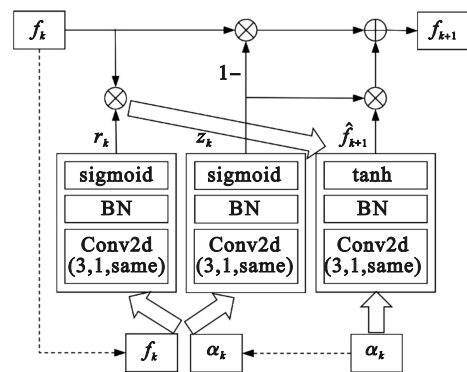 f_k
f_{k+1}
1−
r_k
z_k
\hat{f}_{k+1}
sigmoid
BN
Conv2d
(3,1,same)
sigmoid
BN
Conv2d
(3,1,same)
tanh
BN
Conv2d
(3,1,same)
f_k
α_k
α_k